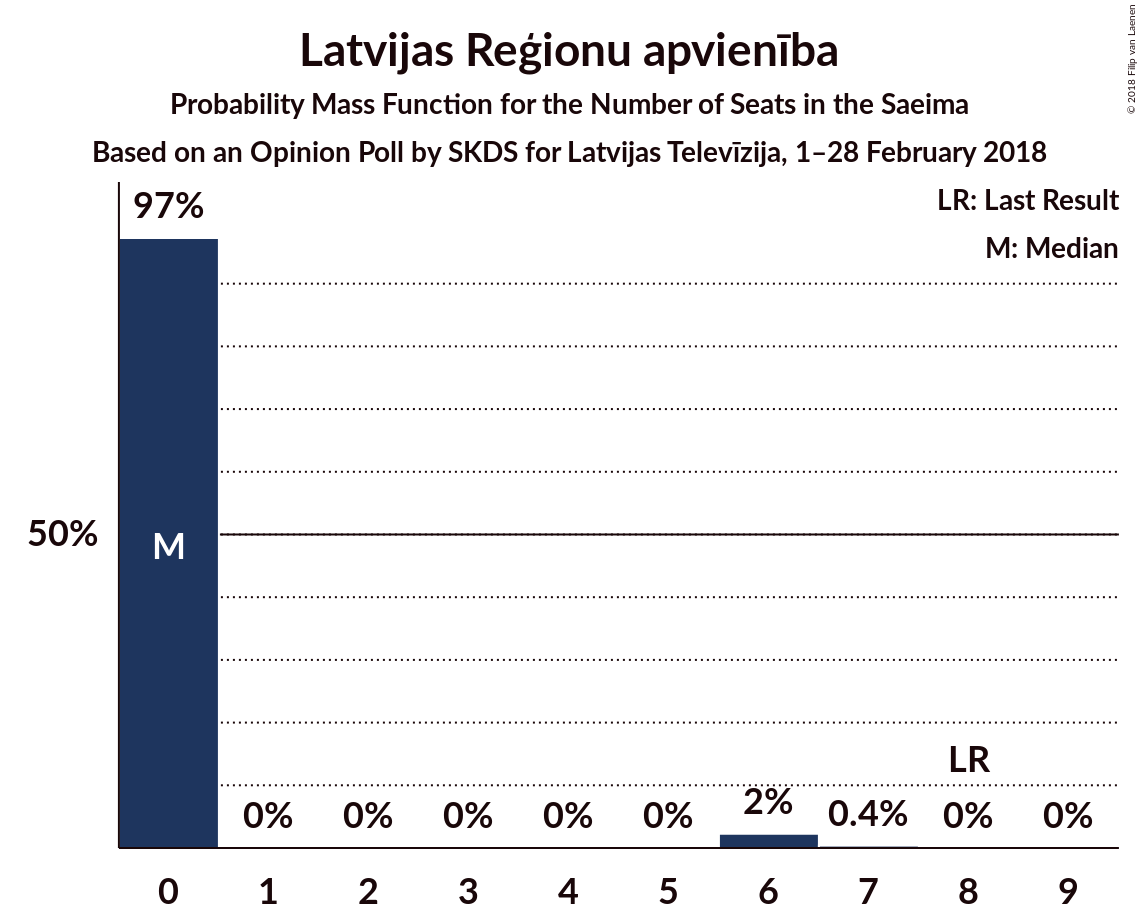 Latvijas Reģionu apvienība
Probability Mass Function for the Number of Seats in the Saeima
Based on an Opinion Poll by SKDS for Latvijas Televīzija, 1–28 February 2018
© 2018 Filip van Laenen
LR: Last Result
M: Median
97%
50%
M
LR
0%
0%
0%
0%
0%
2%
0.4%
0%
0%
0 1 2 3 4 5 6 7 8 9